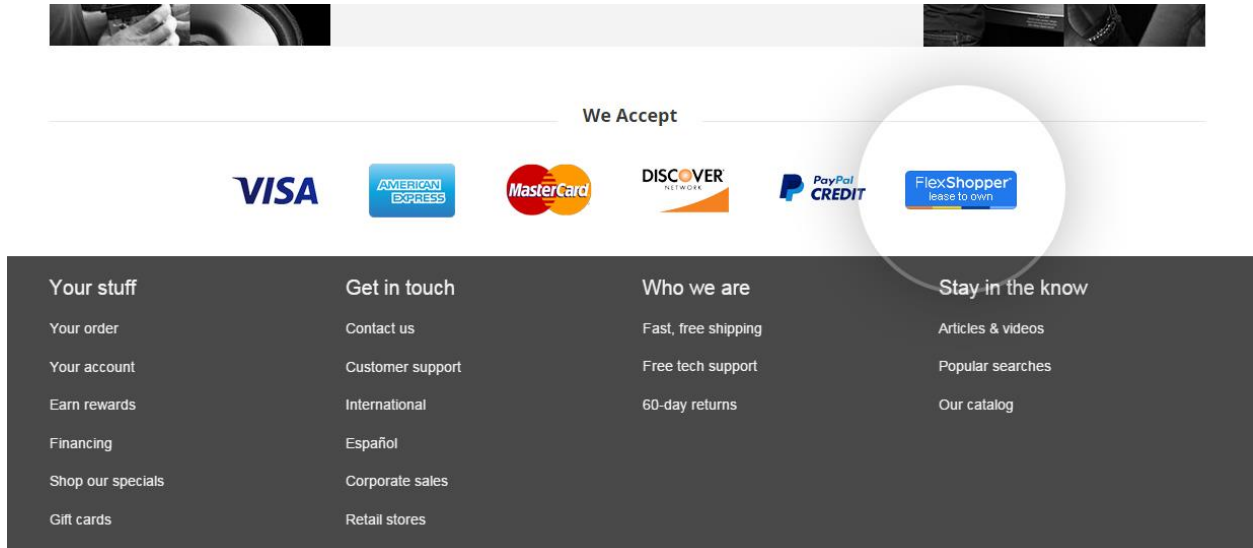 We Accept
VISA
AMERICAN
EXPRESS
MasterCard
DISCOVER
NETWORK
PayPal
CREDIT
FlexShopper
lease to own
Your stuff
Your order
Your account
Earn rewards
Financing
Shop our specials
Gift cards
Get in touch
Contact us
Customer support
International
Español
Corporate sales
Retail stores
Who we are
Fast, free shipping
Free tech support
60-day returns
Stay in the know
Articles & videos
Popular searches
Our catalog